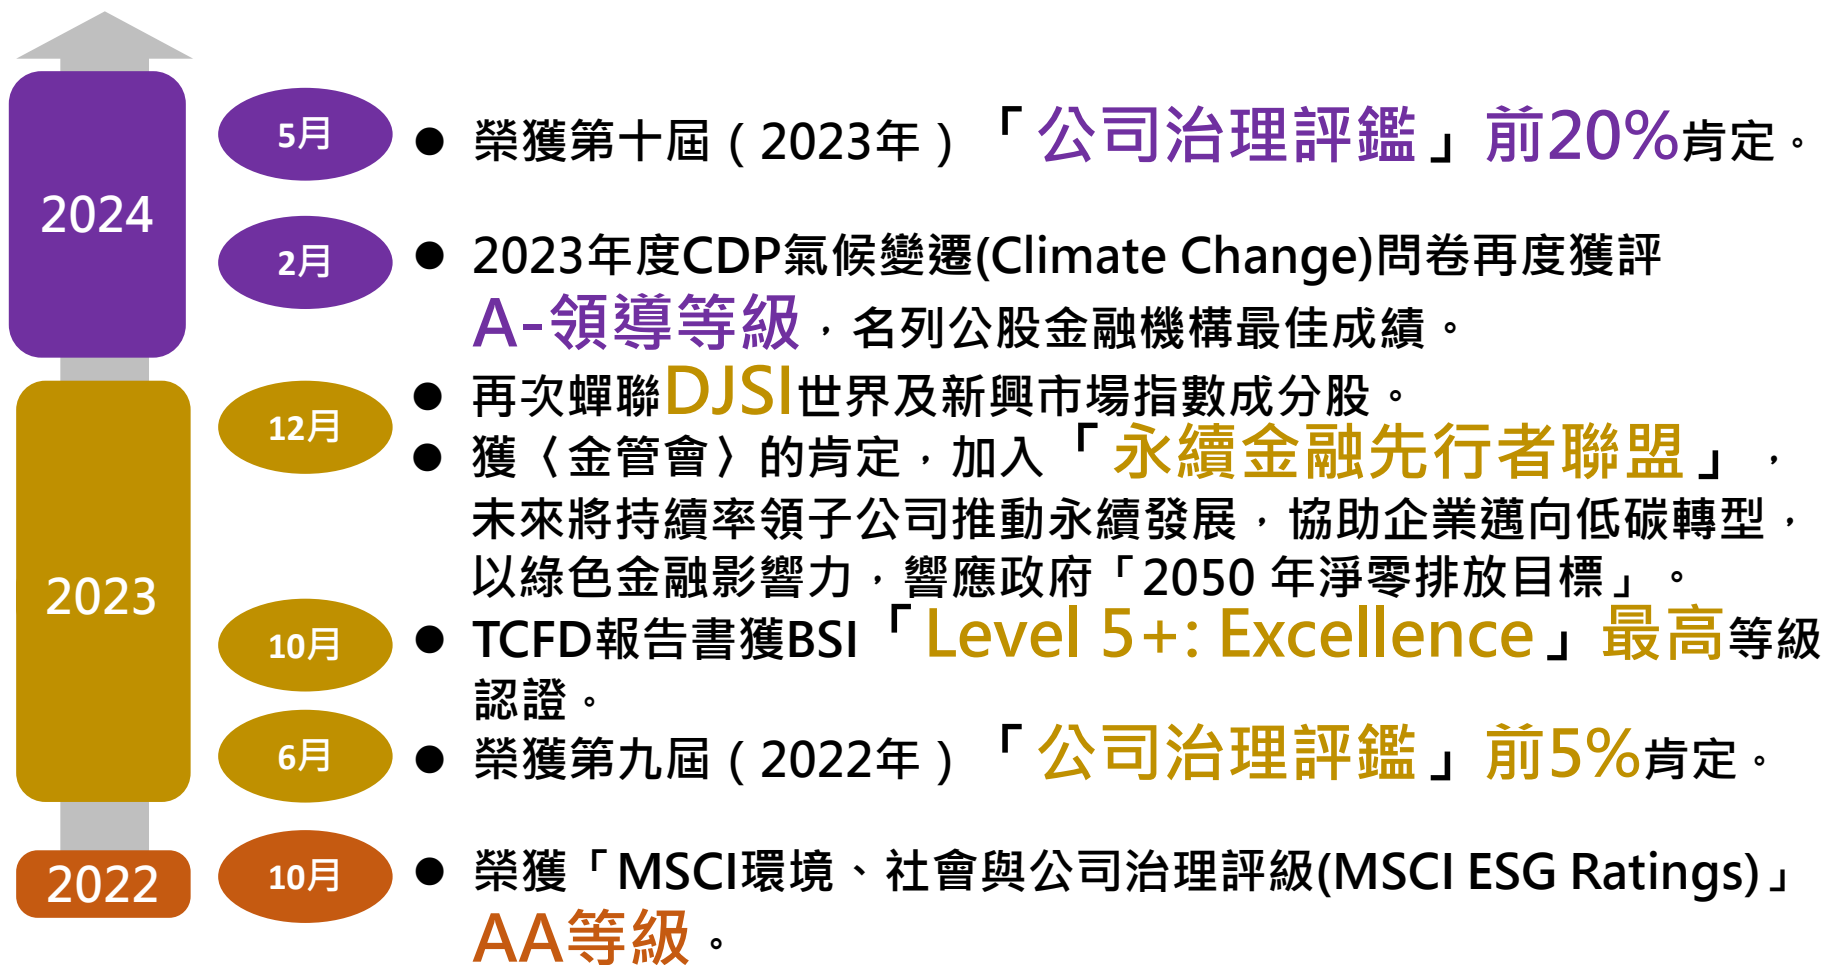 2024
5月
● 榮獲第十屆（2023年）「公司治理評鑑」前20%肯定。
2月
● 2023年度CDP氣候變遷(Climate Change)問卷再度獲評
A-領導等級，名列公股金融機構最佳成績。
2023
12月
● 再次蟬聯DJSI世界及新興市場指數成分股。
● 獲〈金管會〉的肯定，加入「永續金融先行者聯盟」，
未來將持續率領子公司推動永續發展，協助企業邁向低碳轉型，
以綠色金融影響力，響應政府「2050 年淨零排放目標」。
10月
● TCFD報告書獲BSI「Level 5+: Excellence」最高等級
認證。
6月
● 榮獲第九屆（2022年）「公司治理評鑑」前5%肯定。
2022
10月
● 榮獲「MSCI環境、社會與公司治理評級(MSCI ESG Ratings)」
AA等級。